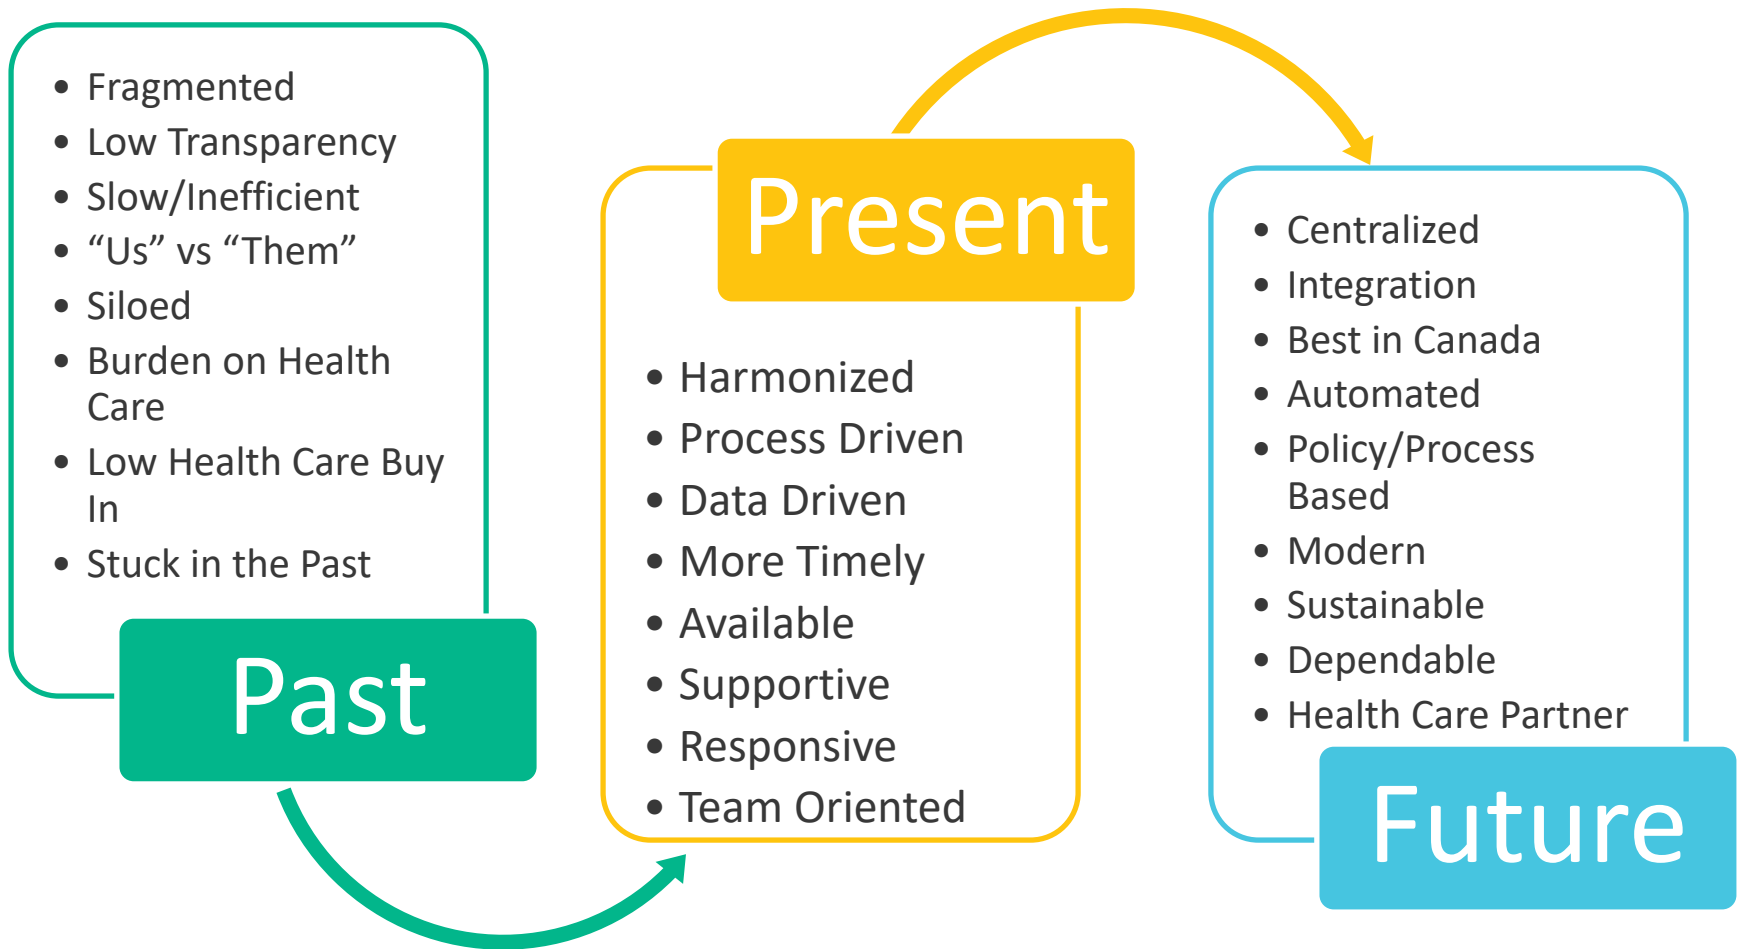 • Fragmented
• Low Transparency
• Slow/Inefficient
• “Us” vs “Them”
• Siloed
• Burden on Health
Care
• Low Health Care Buy
In
• Stuck in the Past
Past
Present
• Harmonized
• Process Driven
• Data Driven
• More Timely
• Available
• Supportive
• Responsive
• Team Oriented
• Centralized
• Integration
• Best in Canada
• Automated
• Policy/Process
Based
• Modern
• Sustainable
• Dependable
• Health Care Partner
Future